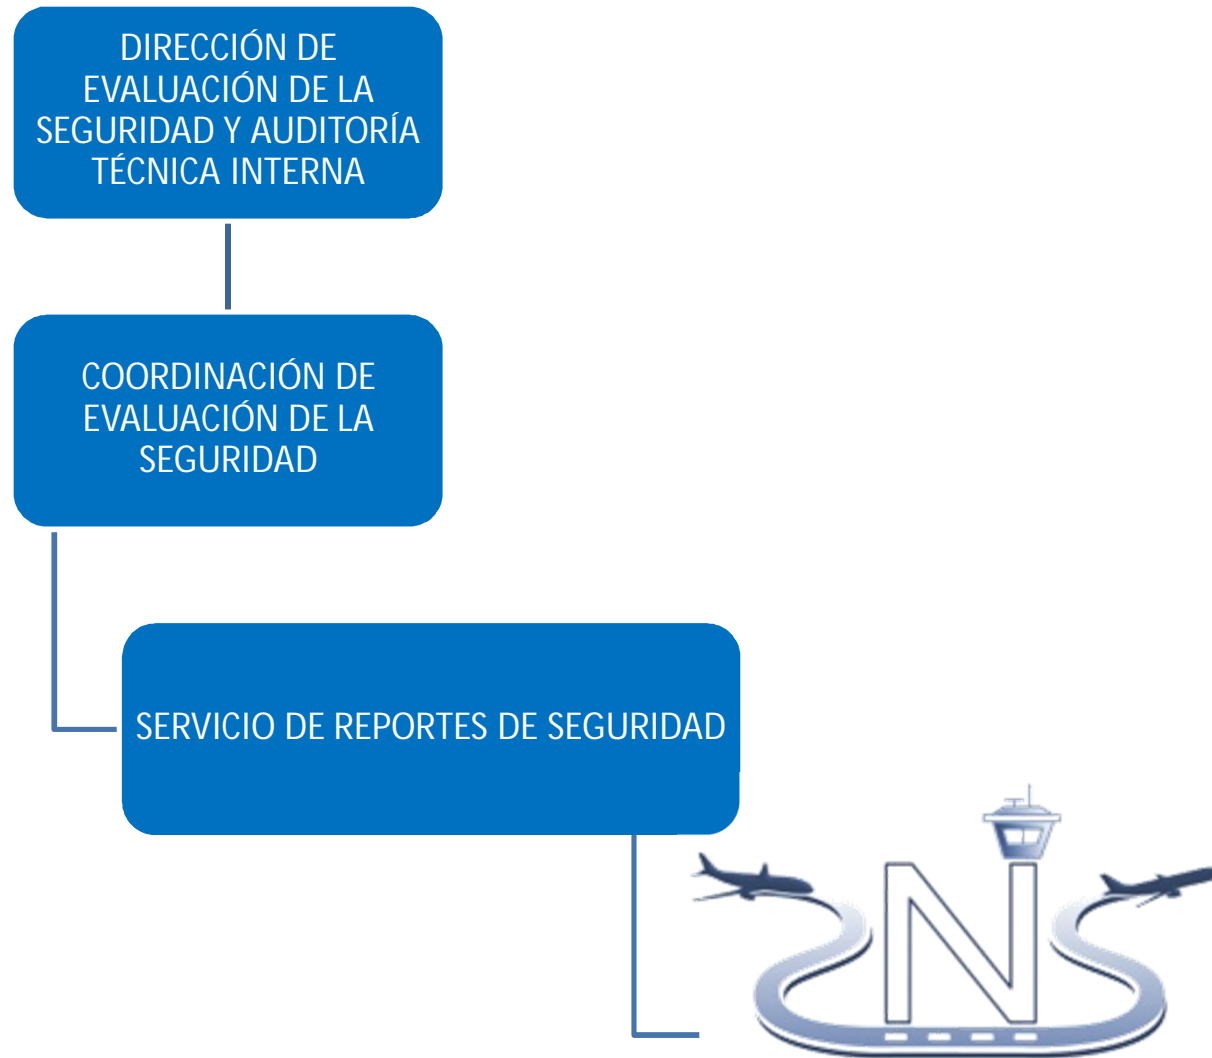 DIRECCIÓN DE
EVALUACIÓN DE LA
SEGURIDAD Y AUDITORÍA
TÉCNICA INTERNA
COORDINACIÓN DE
EVALUACIÓN DE LA
SEGURIDAD
SERVICIO DE REPORTES DE SEGURIDAD
N